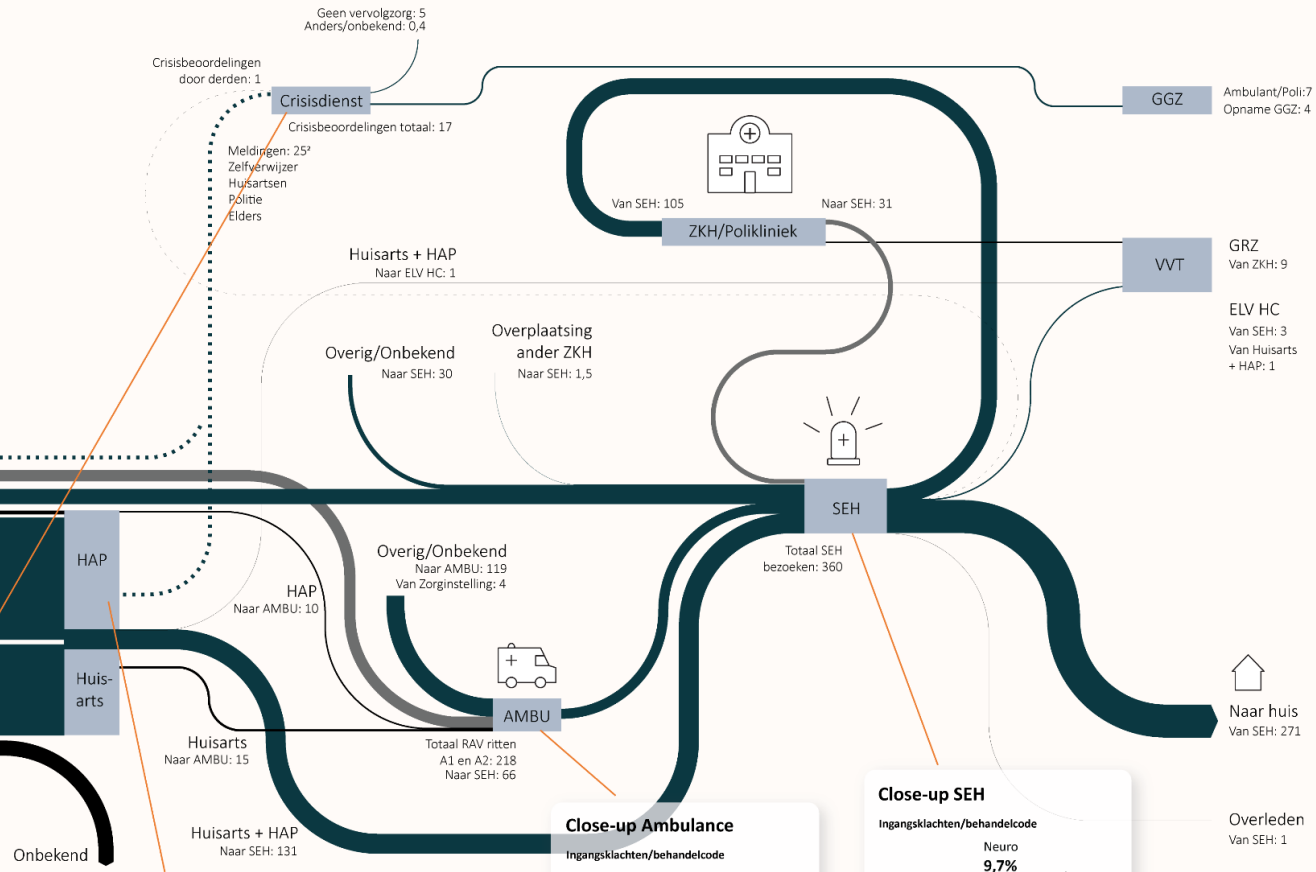 Geen vervolgzorg: 5
Anders/onbekend: 0,4
Crisisbeoordelingen
door derden: 1
Crisisdienst
Crisisbeoordelingen totaal: 17
Meldingen: 25²
Zelfverwijzer
Huisartsen
Politie
Elders
GGZ
Ambulant/Poli:7
Opname GGZ: 4
Van SEH: 105
Naar SEH: 31
ZKH/Polikliniek
Huisarts + HAP
Naar ELV HC: 1
VVT
GRZ
Van ZKH: 9
ELV HC
Van SEH: 3
Van Huisarts
+ HAP: 1
Overig/Onbekend
Naar SEH: 30
Overplaatsing
ander ZKH
Naar SEH: 1,5
SEH
Totaal SEH
bezoeken: 360
HAP
Overig/Onbekend
Naar AMBU: 119
Van Zorginstelling: 4
HAP
Naar AMBU: 10
Huis-
arts
AMBU
Huisarts
Naar AMBU: 15
Totaal RAV ritten
A1 en A2: 218
Naar SEH: 66
Naar huis
Van SEH: 271
Huisarts + HAP
Naar SEH: 131
Onbekend
Close-up Ambulance
Ingangsklachten/behandelcode
Close-up SEH
Ingangsklachten/behandelcode
Neuro
9,7%
Overleden
Van SEH: 1